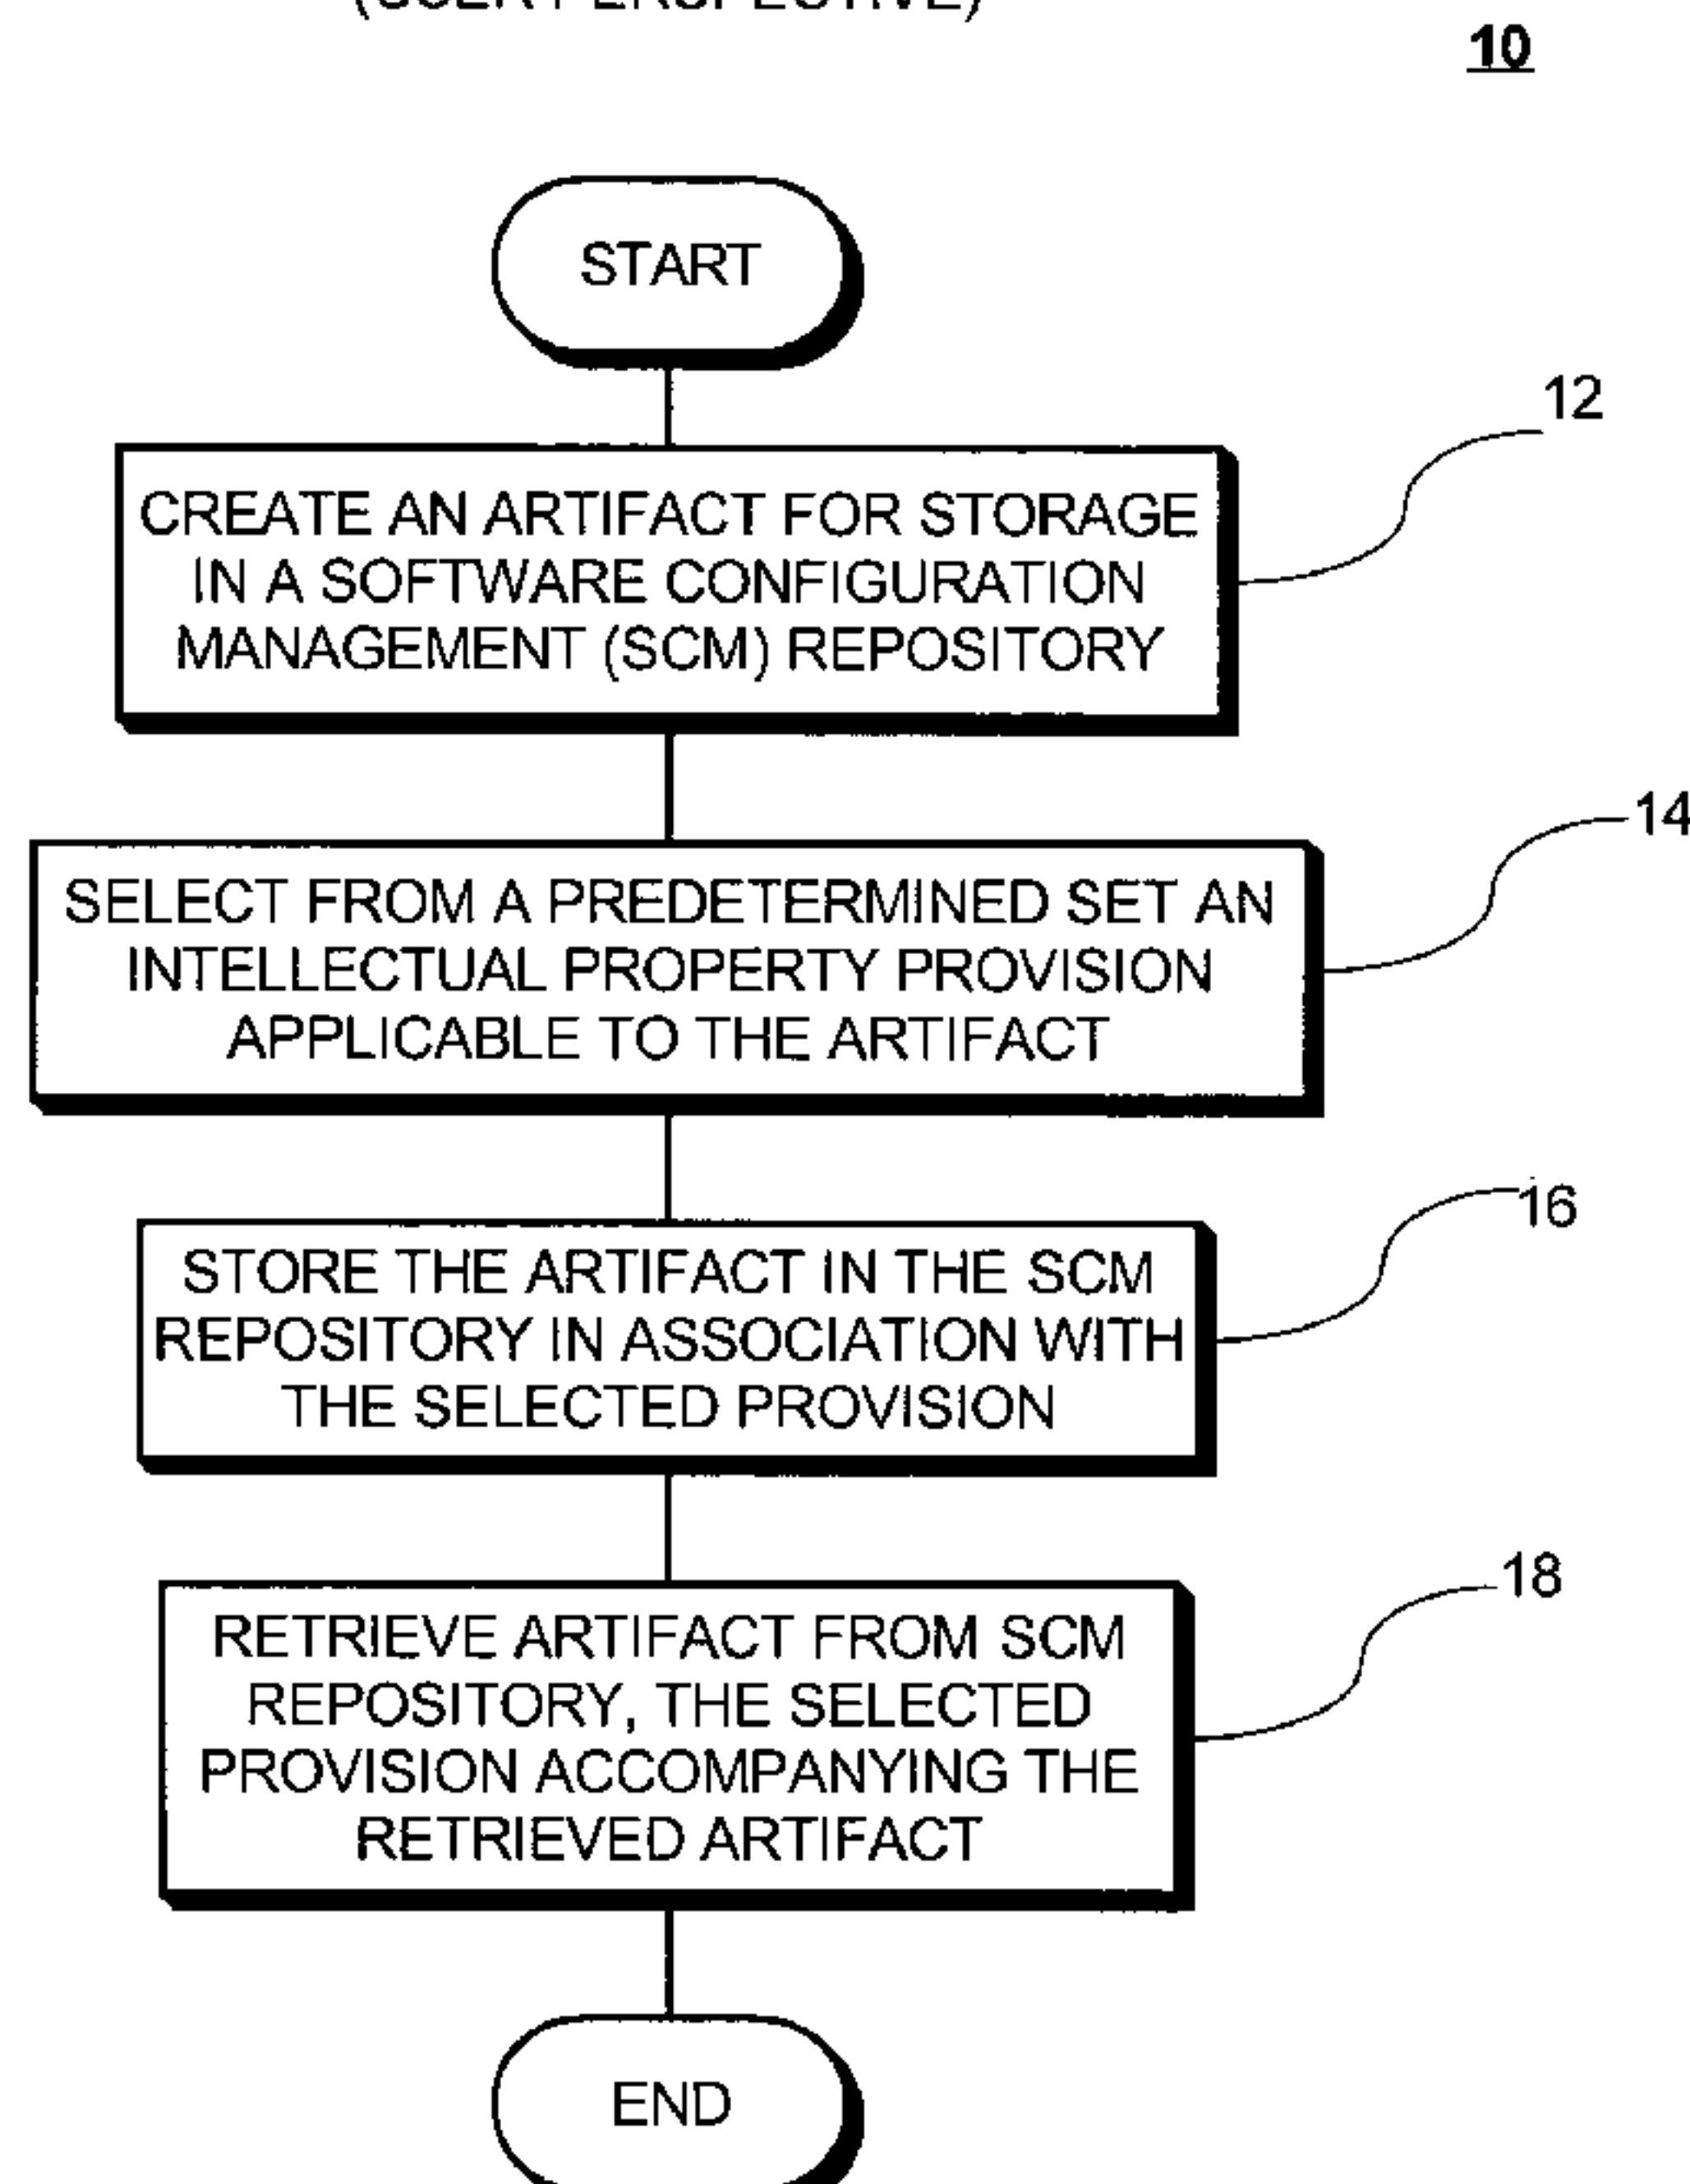 (USER PERSPECTIVE)
10
START
12
CREATE AN ARTIFACT FOR STORAGE
IN A SOFTWARE CONFIGURATION
MANAGEMENT (SCM) REPOSITORY
14
SELECT FROM A PREDETERMINED SET AN
INTELLECTUAL PROPERTY PROVISION
APPLICABLE TO THE ARTIFACT
16
STORE THE ARTIFACT IN THE SCM
REPOSITORY IN ASSOCIATION WITH
THE SELECTED PROVISION
18
RETRIEVE ARTIFACT FROM SCM
REPOSITORY, THE SELECTED
PROVISION ACCOMPANYING THE
RETRIEVED ARTIFACT
END